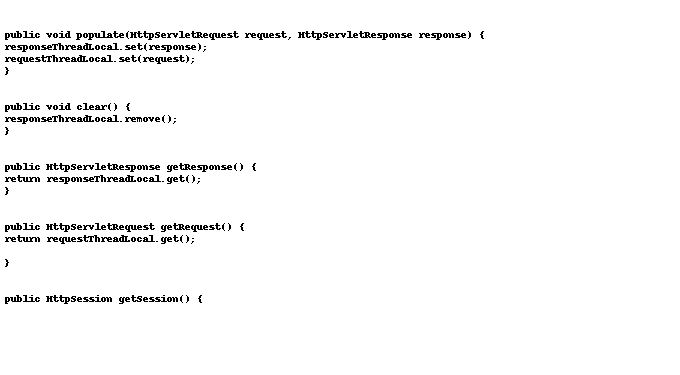 public void populate(HttpServletRequest request, HttpServletResponse response) {
responseThreadLocal.set(response);
requestThreadLocal.set(request);
}
public void clear() {
responseThreadLocal.remove();
}
public HttpServletResponse getResponse() {
return responseThreadLocal.get();
}
public HttpServletRequest getRequest() {
return requestThreadLocal.get();
}
public HttpSession getSession() {